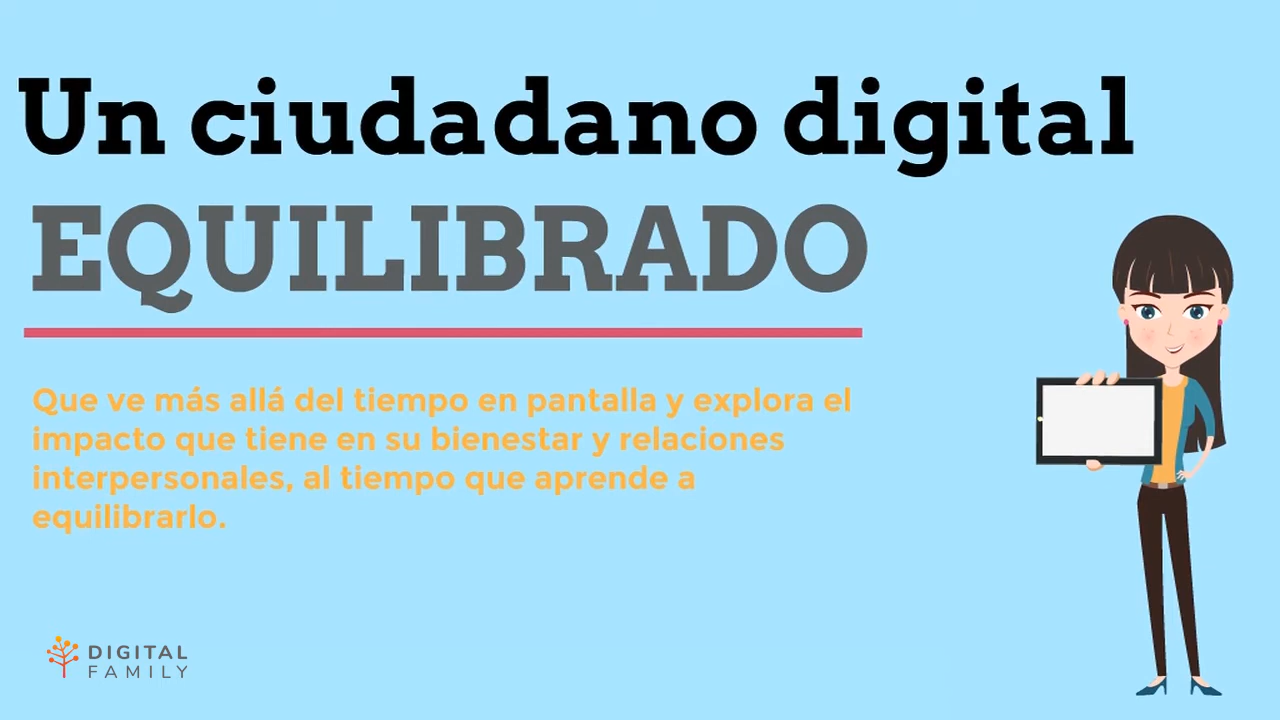 Un ciudadano digital
EQUILIBRADO
Que ve más allá del tiempo en pantalla y explora el
impacto que tiene en su bienestar y relaciones
interpersonales, al tiempo que aprende a
equilibrarlo.
DIGITAL
FAMILY